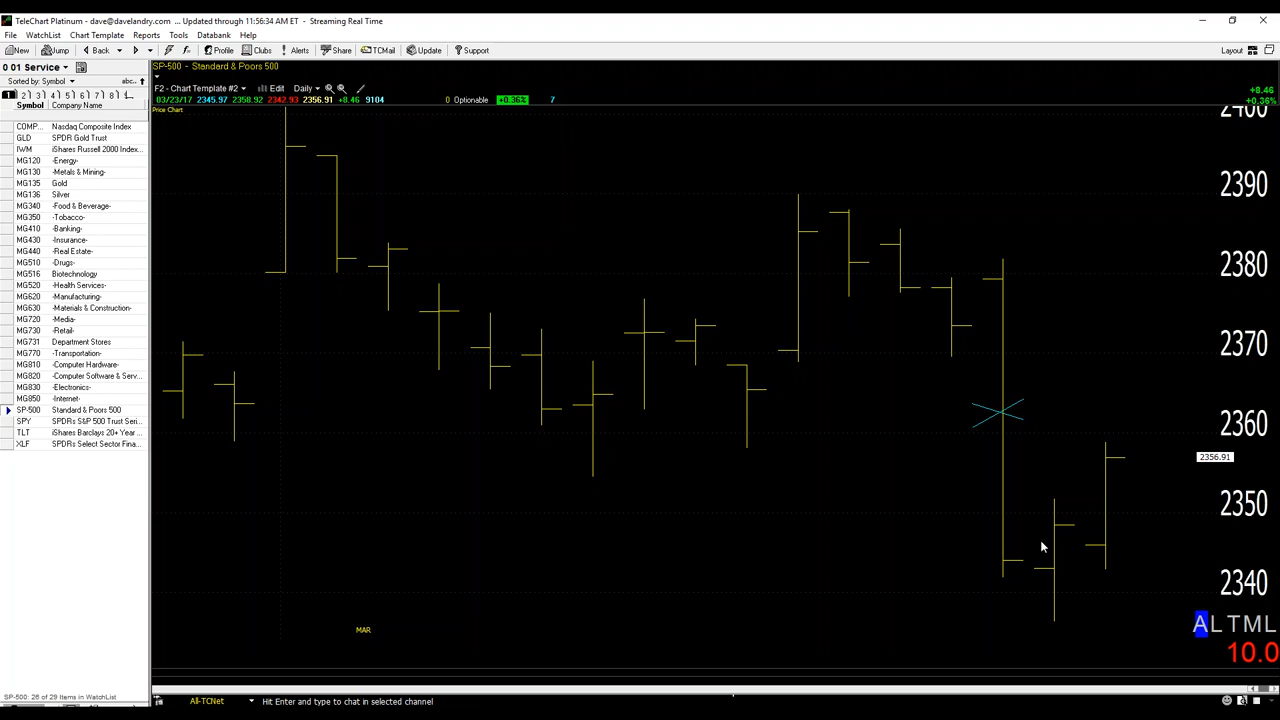 TeleChart Platinum - dave@davelandry.com ... Updated through 11:56:34 AM ET - Streaming Real Time
File WatchList Chart Template Reports Tools Databank Help
New Jump Back Profile Clubs Alerts Share TCMail Update Support Layout
0 01 Service
Sorted by: Symbol abc..
1 2 3 4 5 6 7 8
Symbol Company Name
COMP... Nasdaq Composite Index
GLD SPDR Gold Trust
IWM iShares Russell 2000 Index...
MG120 -Energy-
MG130 -Metals & Mining-
MG135 Gold
MG136 Silver
MG340 -Food & Beverage-
MG350 -Tobacco-
MG410 -Banking-
MG430 -Insurance-
MG440 -Real Estate-
MG510 -Drugs-
MG516 Biotechnology
MG520 -Health Services-
MG620 -Manufacturing-
MG630 -Materials & Construction-
MG720 -Media-
MG730 -Retail-
MG731 Department Stores
MG770 -Transportation-
MG810 -Computer Hardware-
MG820 -Computer Software & Serv...
MG830 -Electronics-
MG850 -Internet-
SP-500 Standard & Poors 500
SPY SPDRs S&P 500 Trust Seri...
TLT iShares Barclays 20+ Year ...
XLF SPDRs Select Sector Fina...
SP-500: 26 of 29 Items in WatchList
SP-500 - Standard & Poors 500
F2 - Chart Template #2 Edit Daily
03/23/17 2345.97 2358.92 2342.93 2356.91 +8.46 9104 0 Optionable +0.36% 7
+8.46
+0.36%
Price Chart
2400
2390
2380
2370
2360
2356.91
2350
2340
MAR
ALTML
10.0
All-TCNet Hit Enter and type to chat in selected channel